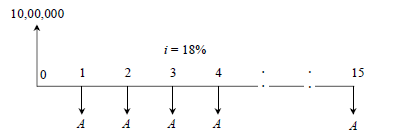 10,00,000
i = 18%
0 1 2 3 4 . . 15
A A A A A